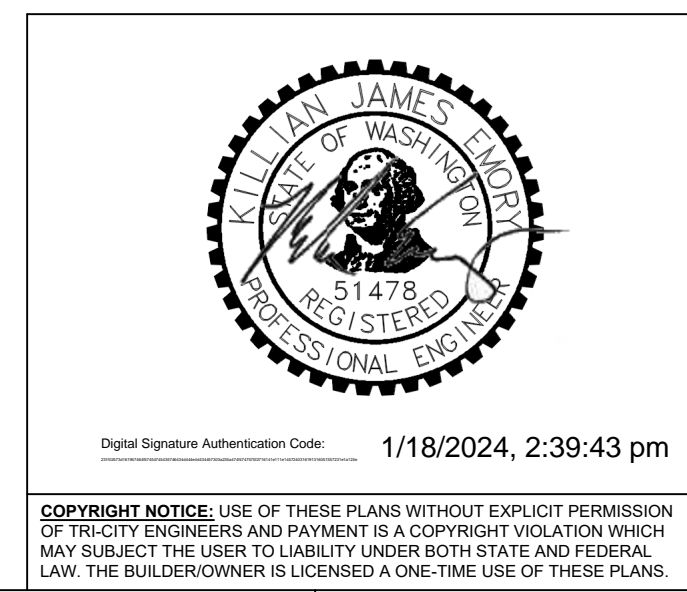 KILLIAN JAMES EMORY
STATE OF WASHINGTON
51478
REGISTERED
PROFESSIONAL ENGINEER
Digital Signature Authentication Code:
1/18/2024, 2:39:43 pm
COPYRIGHT NOTICE: USE OF THESE PLANS WITHOUT EXPLICIT PERMISSION
OF TRI-CITY ENGINEERS AND PAYMENT IS A COPYRIGHT VIOLATION WHICH
MAY SUBJECT THE USER TO LIABILITY UNDER BOTH STATE AND FEDERAL
LAW. THE BUILDER/OWNER IS LICENSED A ONE-TIME USE OF THESE PLANS.